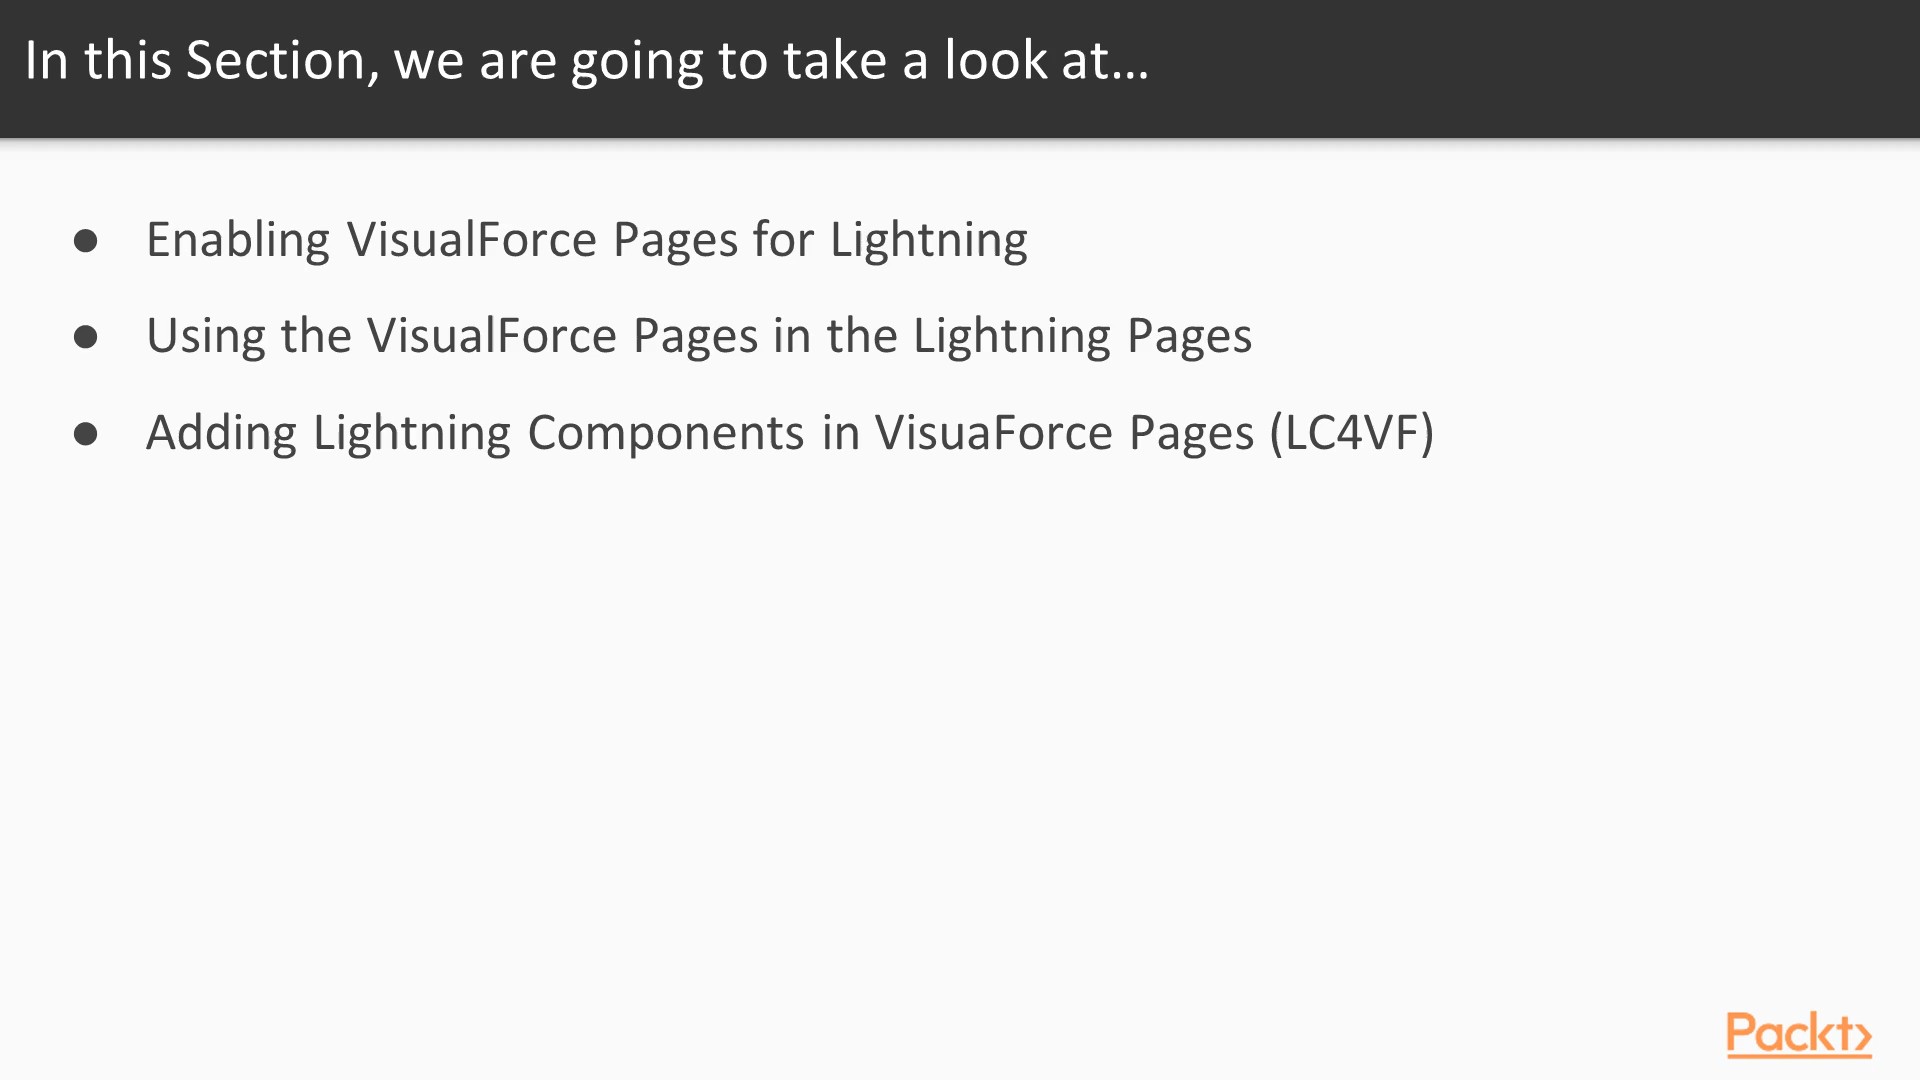 In this Section, we are going to take a look at...
● Enabling VisualForce Pages for Lightning
● Using the VisualForce Pages in the Lightning Pages
● Adding Lightning Components in VisuaForce Pages (LC4VF)
Packt>